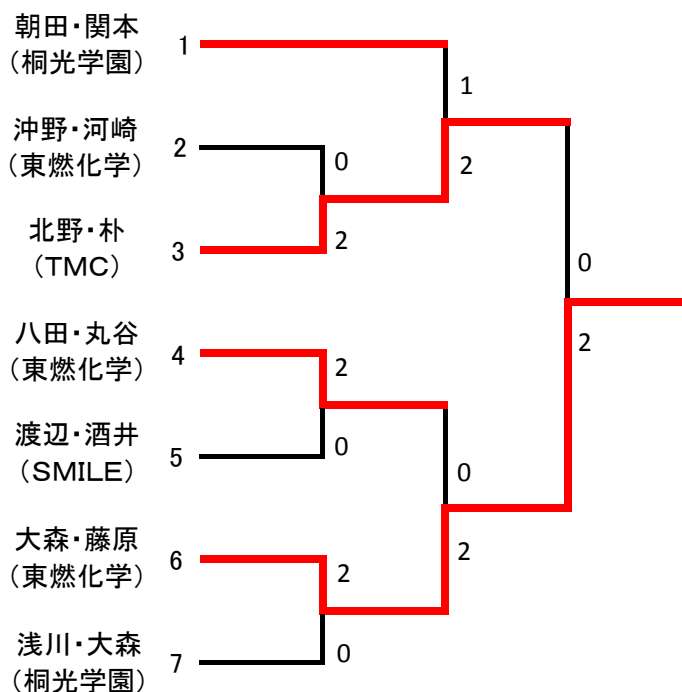 朝田・関本
(桐光学園)
1
1
沖野・河崎
(東燃化学)
2
0
2
北野・朴
(TMC)
3
2
0
八田・丸谷
(東燃化学)
4
2
2
渡辺・酒井
(SMILE)
5
0
0
大森・藤原
(東燃化学)
6
2
2
浅川・大森
(桐光学園)
7
0